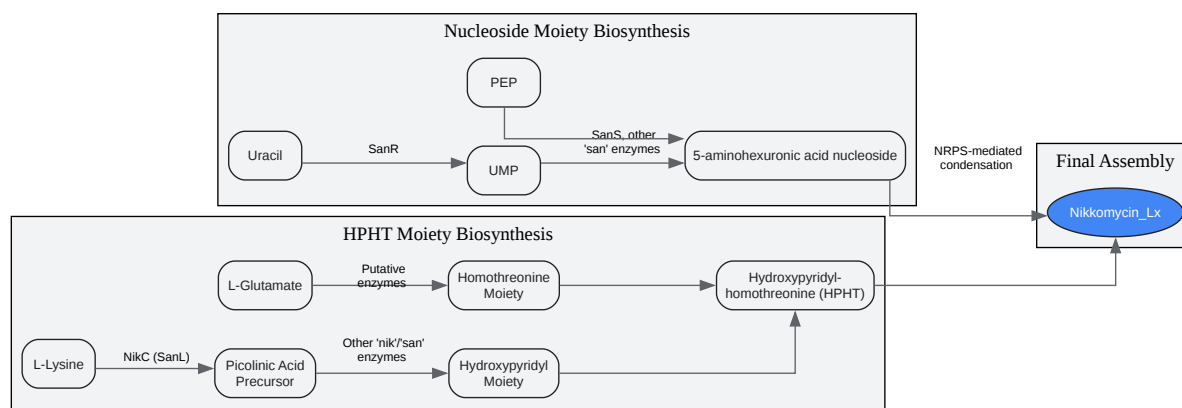 Nucleoside Moiety Biosynthesis
PEP
SanS, other
'san' enzymes
Uracil
SanR
UMP
5-aminohexuronic acid nucleoside
NRPS-mediated
condensation
Final Assembly
Nikkomycin_Lx
HPHT Moiety Biosynthesis
L-Glutamate
Putative
enzymes
Homothreonine
Moiety
Hydroxypyridyl-
homothreonine (HPHT)
L-Lysine
NikC (SanL)
Picolinic Acid
Precursor
Other 'nik'/'san'
enzymes
Hydroxypyridyl
Moiety